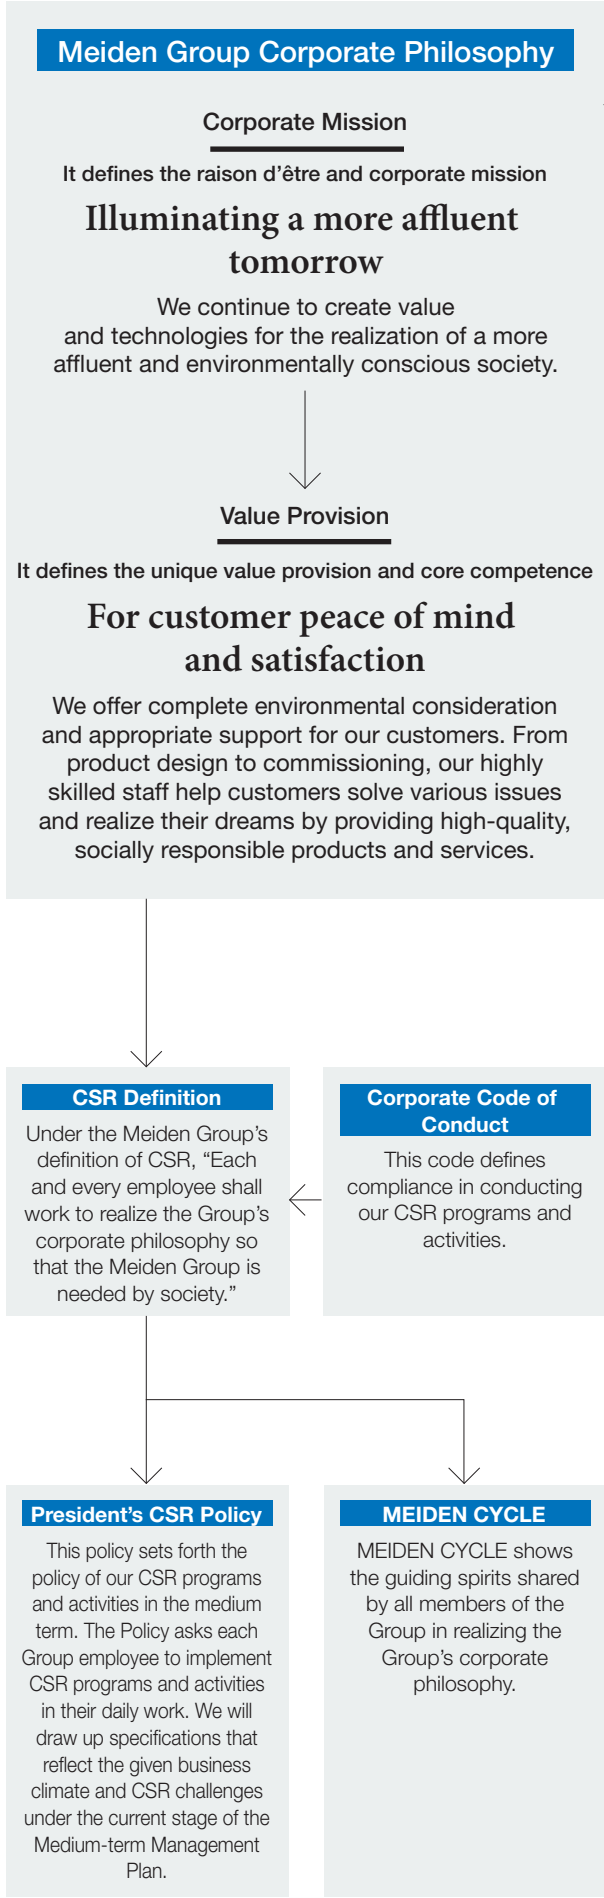 Meiden Group Corporate Philosophy
Corporate Mission
It defines the raison d’être and corporate mission
Illuminating a more affluent
tomorrow
We continue to create value
and technologies for the realization of a more
affluent and environmentally conscious society.
Value Provision
It defines the unique value provision and core competence
For customer peace of mind
and satisfaction
We offer complete environmental consideration
and appropriate support for our customers. From
product design to commissioning, our highly
skilled staff help customers solve various issues
and realize their dreams by providing high-quality,
socially responsible products and services.
CSR Definition
Under the Meiden Group’s
definition of CSR, “Each
and every employee shall
work to realize the Group’s
corporate philosophy so
that the Meiden Group is
needed by society.”
Corporate Code of
Conduct
This code defines
compliance in conducting
our CSR programs and
activities.
President’s CSR Policy
This policy sets forth the
policy of our CSR programs
and activities in the medium
term. The Policy asks each
Group employee to implement
CSR programs and activities
in their daily work. We will
draw up specifications that
reflect the given business
climate and CSR challenges
under the current stage of the
Medium-term Management
Plan.
MEIDEN CYCLE
MEIDEN CYCLE shows
the guiding spirits shared
by all members of the
Group in realizing the
Group’s corporate
philosophy.